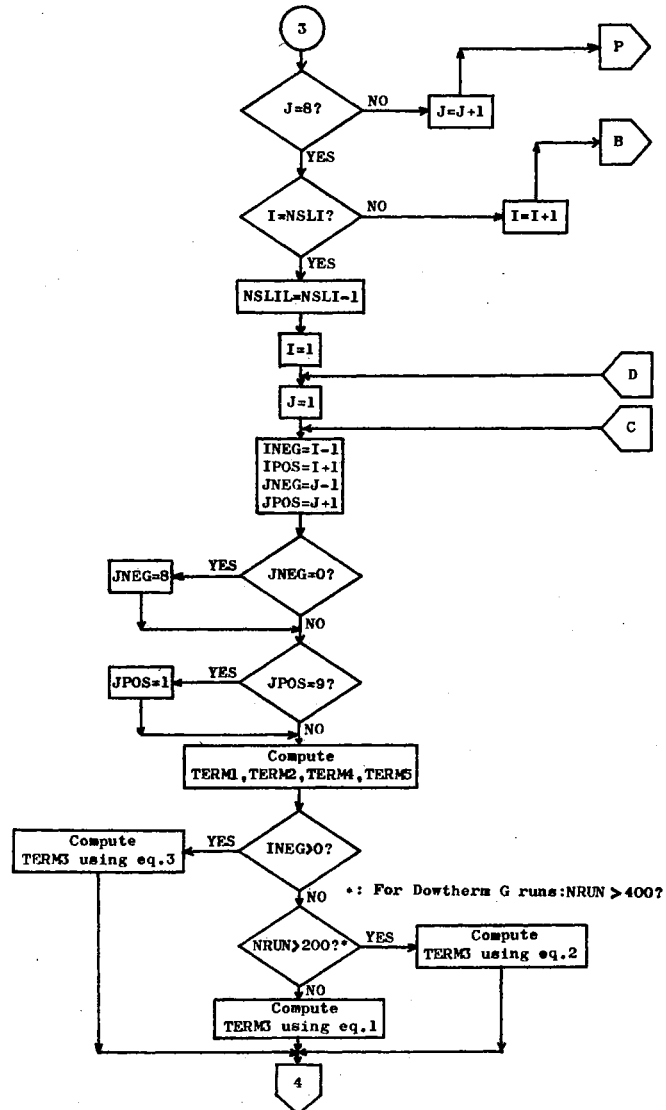 3
P
J=8?
NO
J=J+1
YES
B
I=NSLI?
NO
I=I+1
YES
NSLIL=NSLI-1
I=1
D
J=1
C
INEG=I-1
IPOS=I+1
JNEG=J-1
JPOS=J+1
JNEG=0?
YES
JNEG=8
NO
JPOS=9?
YES
JPOS=1
NO
Compute
TERM1,TERM2,TERM4,TERM5
INEG>0?
YES
Compute
TERM3 using eq.3
NO
*: For Dowtherm G runs:NRUN >400?
NRUN>200?*
YES
Compute
TERM3 using eq.2
NO
Compute
TERM3 using eq.1
4